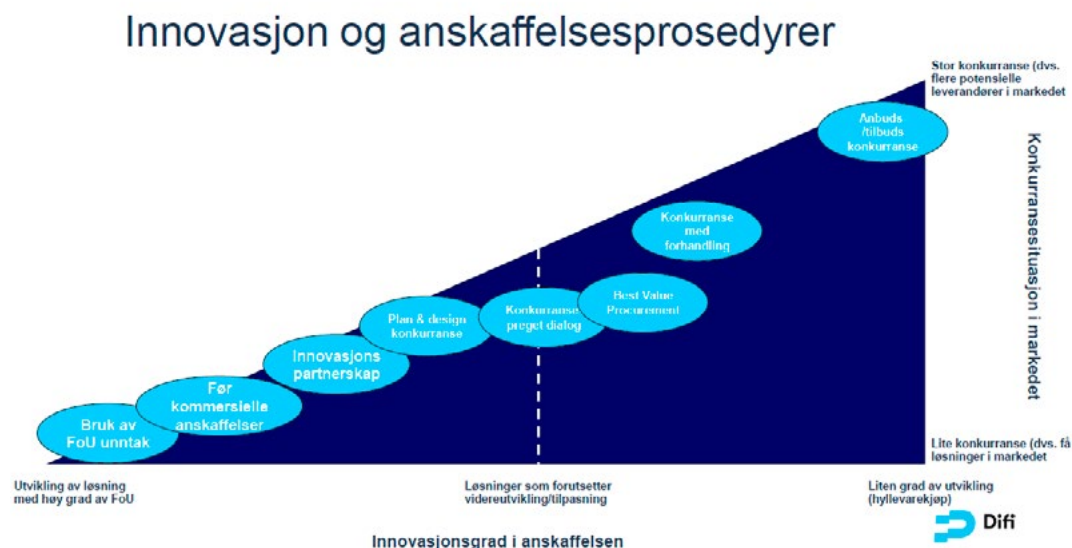 Innovasjon og anskaffelsesprosedyrer
Stor konkurranse (dvs.
flere potensielle
leverandører i markedet
Anbuds
/tilbuds
konkurranse
Konkurransesituasjon i markedet
Konkurranse
med
forhandling
Best Value
Procurement
Konkurranse
preget dialog
Plan & design
konkurranse
Innovasjons
partnerskap
Før
kommersielle
anskaffelser
Bruk av
FoU unntak
Lite konkurranse (dvs. få
løsninger i markedet
Utvikling av løsning
med høy grad av FoU
Løsninger som forutsetter
videreutvikling/tilpasning
Liten grad av utvikling
(hyllevarekjøp)
Difi
Innovasjonsgrad i anskaffelsen